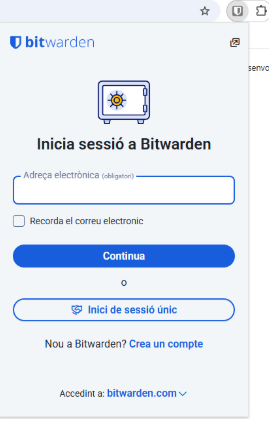 bitwarden
Inicia sessió a Bitwarden
Adreça electrònica (obligatori)
Recorda el correu electronic
Continua
o
Inici de sessió únic
Nou a Bitwarden? Crea un compte
Accedint a: bitwarden.com